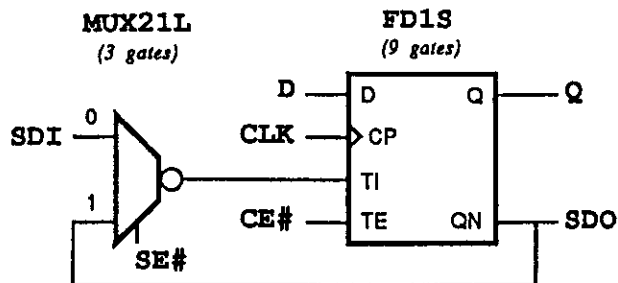 MUX21L
(3 gates)
FD1S
(9 gates)
0
SDI
1
SE#
D
CLK
CE#
D
CP
TI
TE
Q
QN
Q
SDO